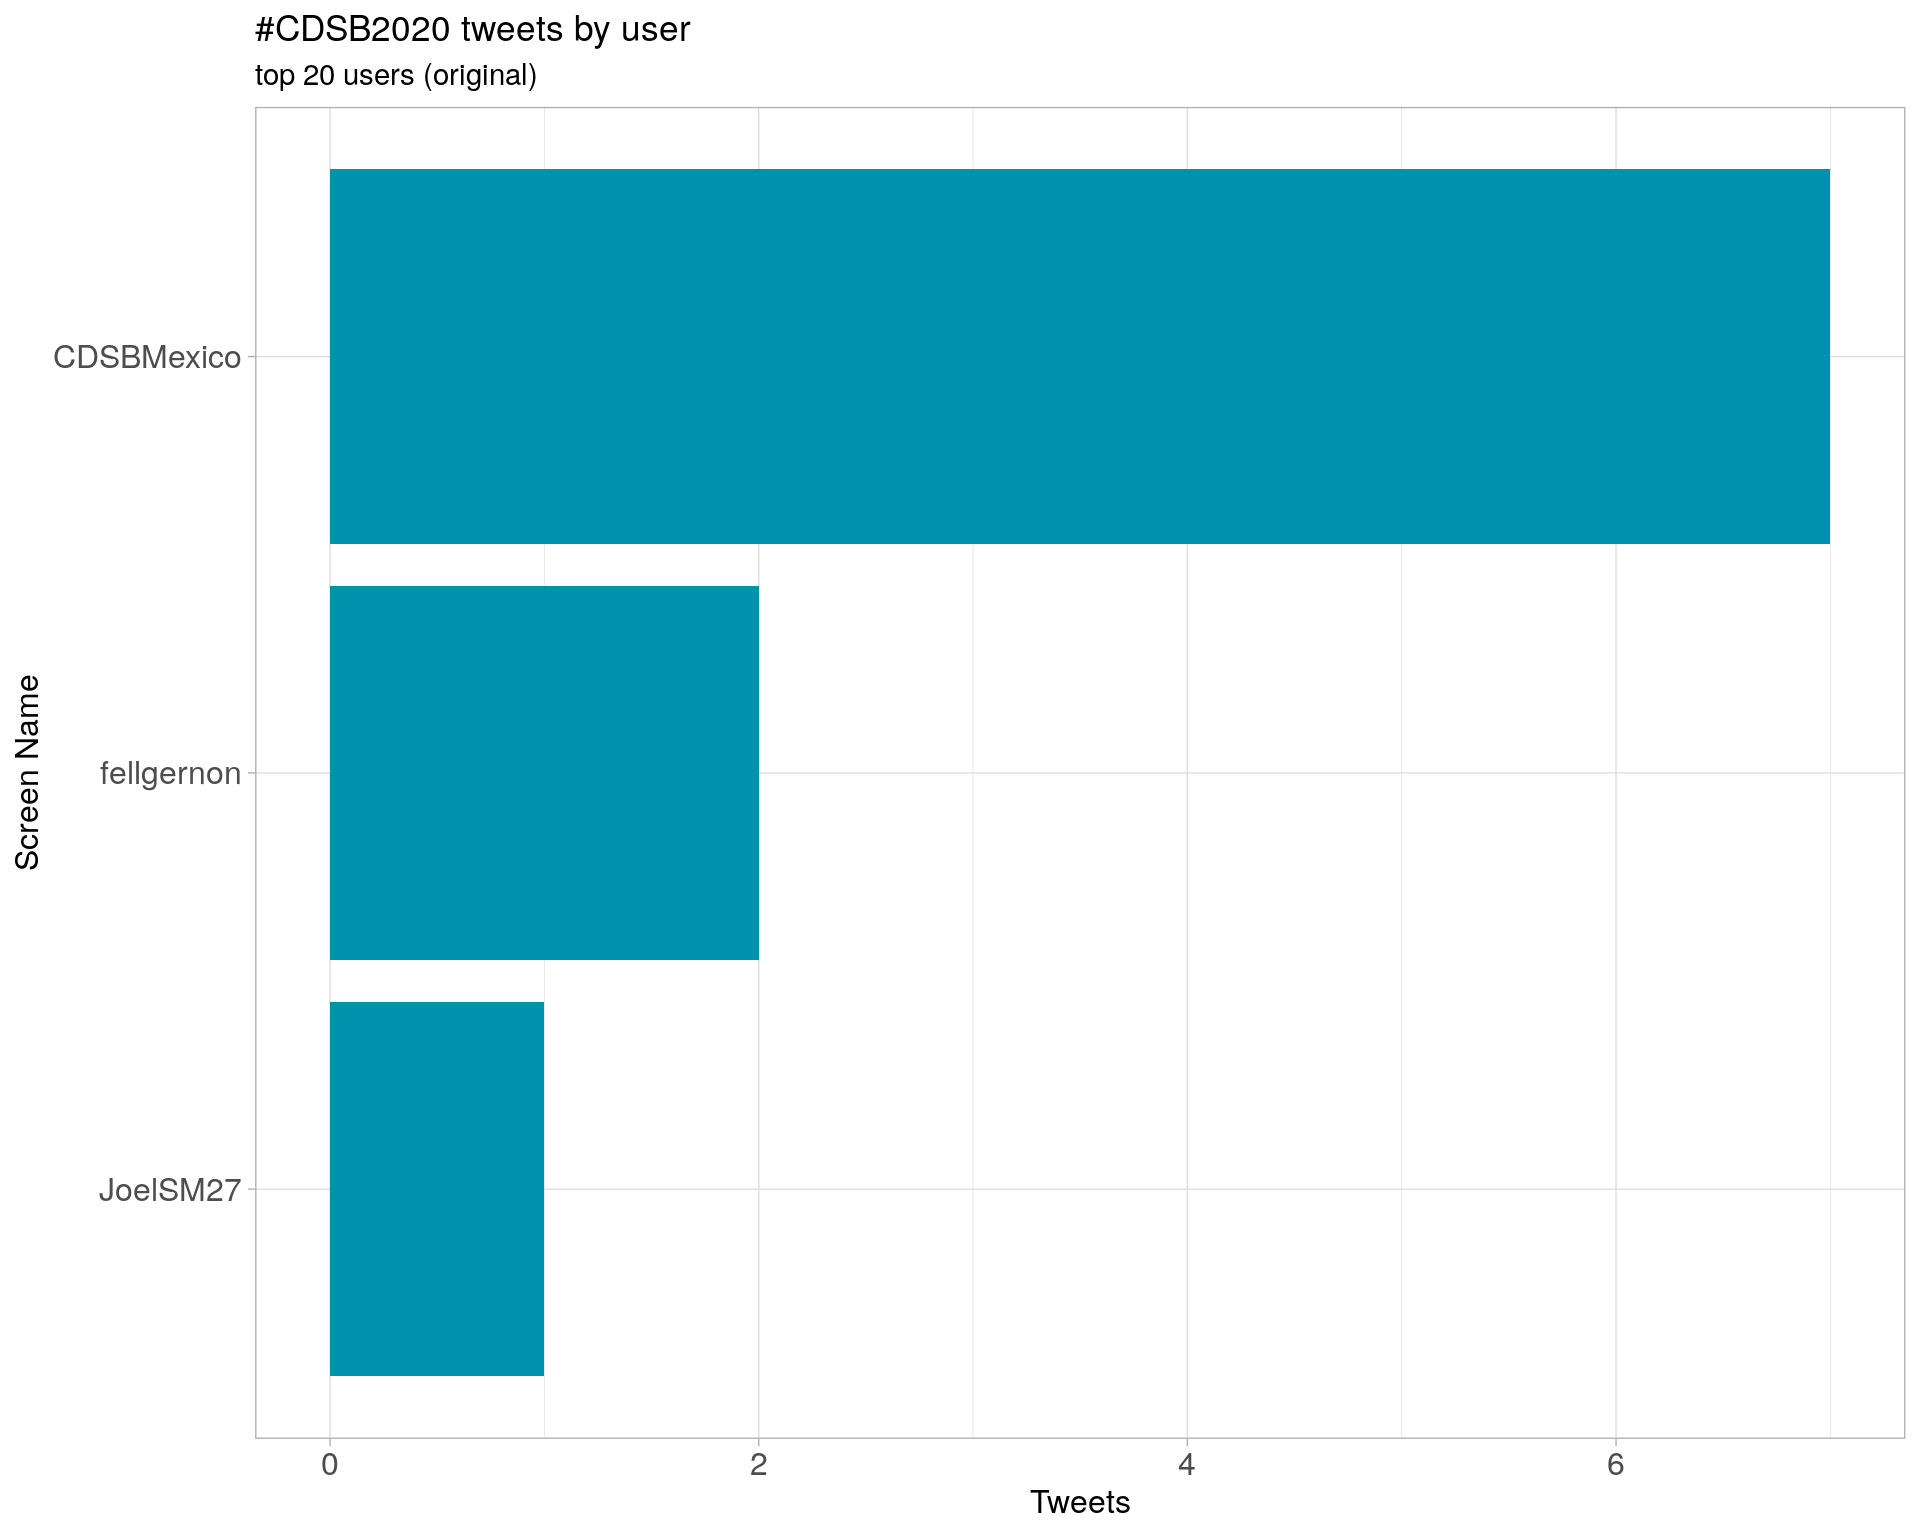 #CDSB2020 tweets by user
top 20 users (original)
Screen Name
CDSBMexico
fellgernon
JoelSM27
0 2 4 6
Tweets